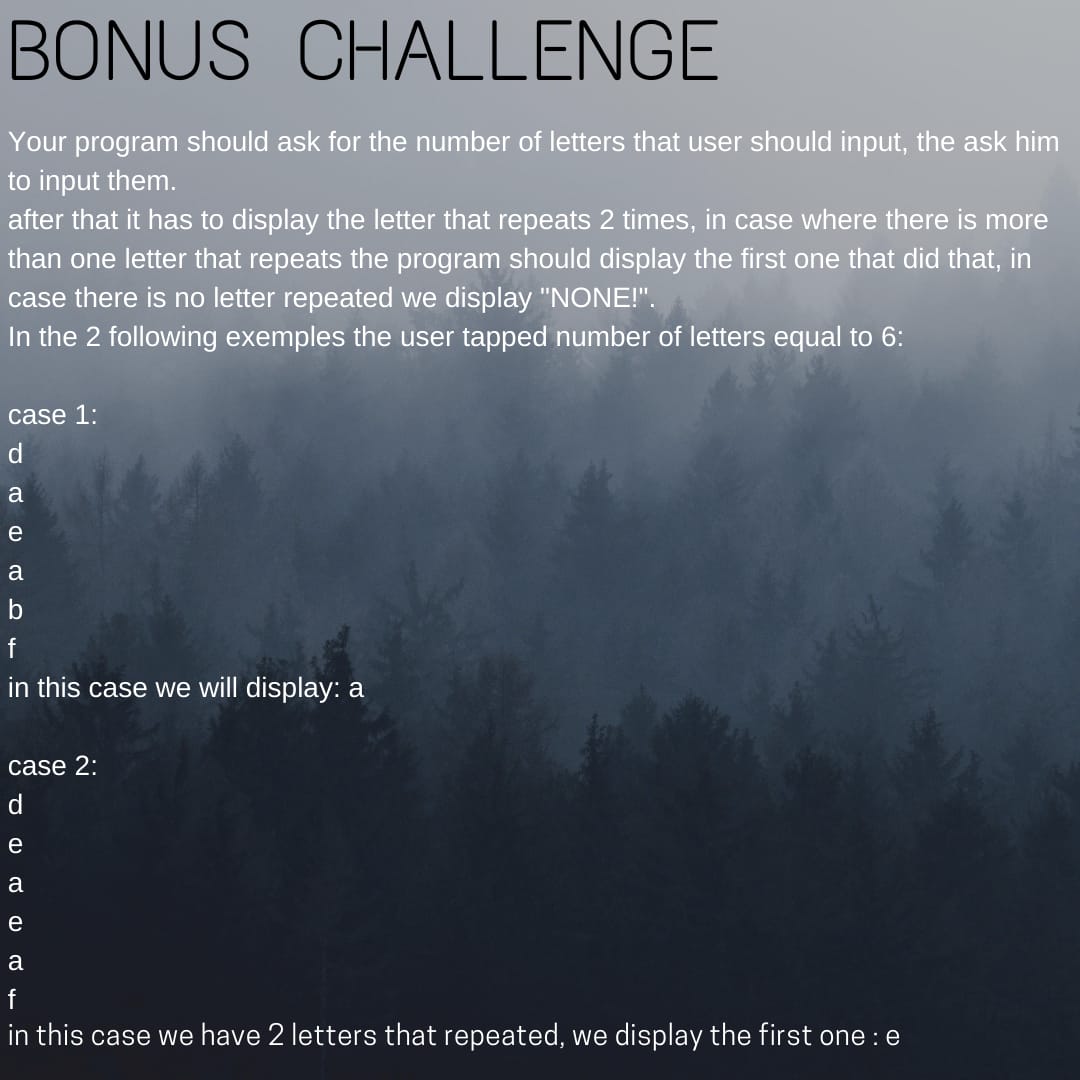 BONUS CHALLENGE
Your program should ask for the number of letters that user should input, the ask him
to input them.
after that it has to display the letter that repeats 2 times, in case where there is more
than one letter that repeats the program should display the first one that did that, in
case there is no letter repeated we display "NONE!".
In the 2 following exemples the user tapped number of letters equal to 6:
case 1:
d
a
e
a
b
f
in this case we will display: a
case 2:
d
e
a
e
a
f
in this case we have 2 letters that repeated, we display the first one : e